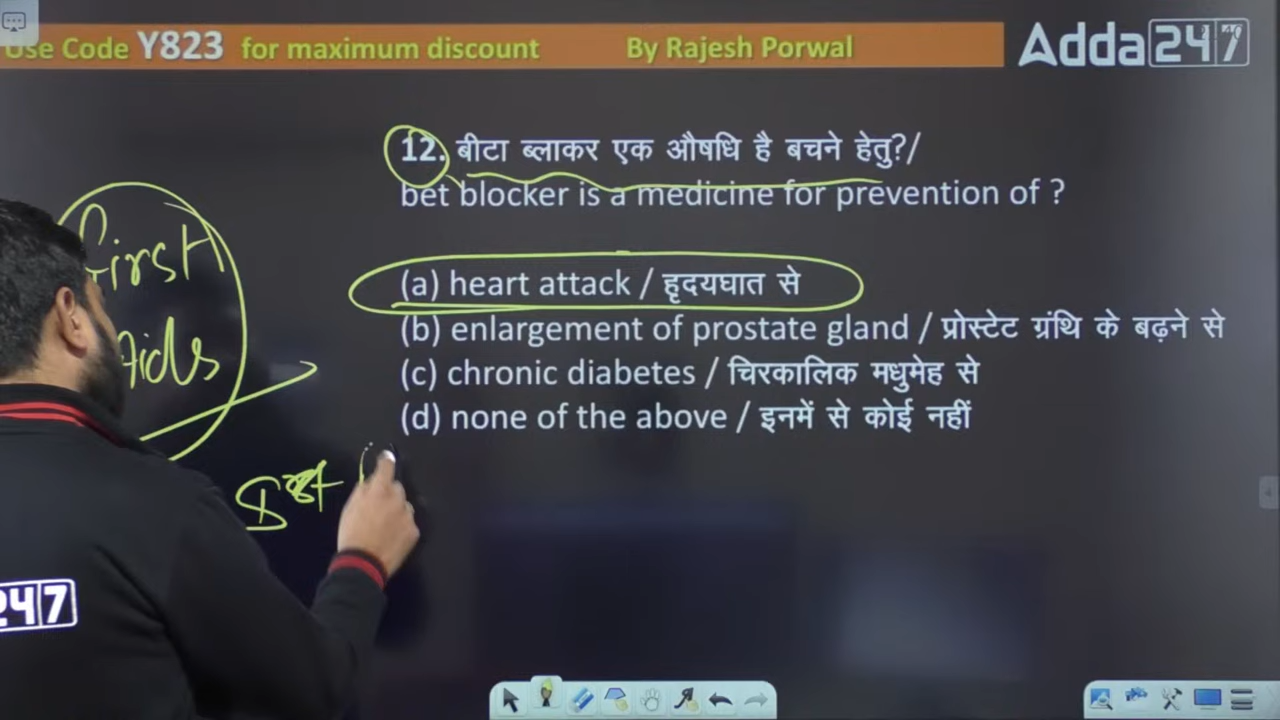 Use Code Y823 for maximum discount By Rajesh Porwal
Adda247
12. बीटा ब्लाकर एक औषधि है बचने हेतु?/
bet blocker is a medicine for prevention of ?
First
Aids
(a) heart attack / हृदयघात से
(b) enlargement of prostate gland / प्रोस्टेट ग्रंथि के बढ़ने से
(c) chronic diabetes / चिरकालिक मधुमेह से
(d) none of the above / इनमें से कोई नहीं
247